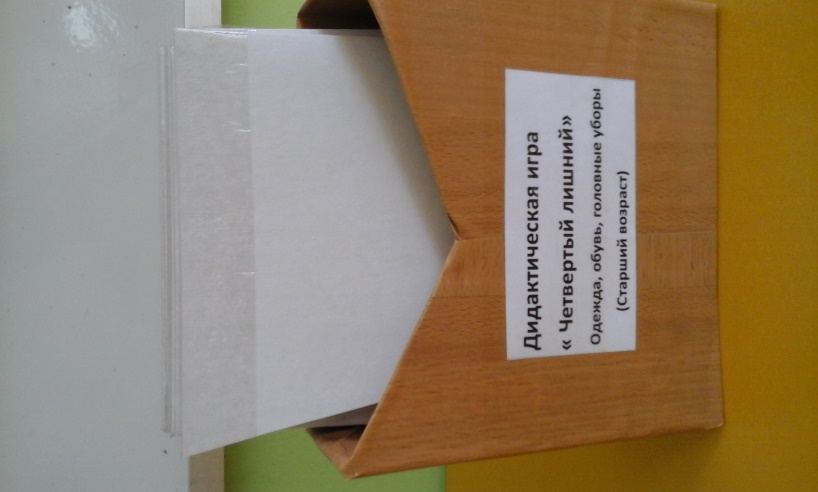 Дидактическая игра
« Четвертый лишний»
Одежда, обувь, головные уборы
(Старший возраст)